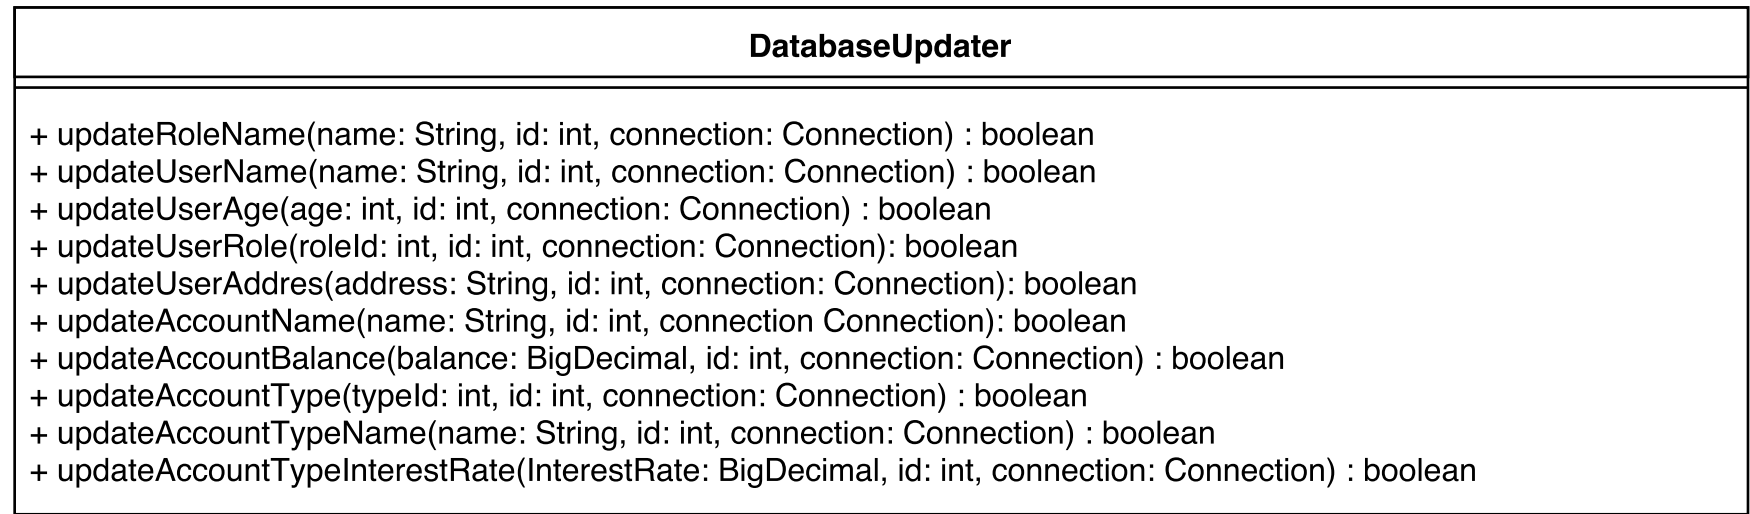 DatabaseUpdater
+ updateRoleName(name: String, id: int, connection: Connection) : boolean
+ updateUserName(name: String, id: int, connection: Connection) : boolean
+ updateUserAge(age: int, id: int, connection: Connection) : boolean
+ updateUserRole(roleId: int, id: int, connection: Connection): boolean
+ updateUserAddres(address: String, id: int, connection: Connection): boolean
+ updateAccountName(name: String, id: int, connection Connection): boolean
+ updateAccountBalance(balance: BigDecimal, id: int, connection: Connection) : boolean
+ updateAccountType(typeId: int, id: int, connection: Connection) : boolean
+ updateAccountTypeName(name: String, id: int, connection: Connection) : boolean
+ updateAccountTypeInterestRate(InterestRate: BigDecimal, id: int, connection: Connection) : boolean